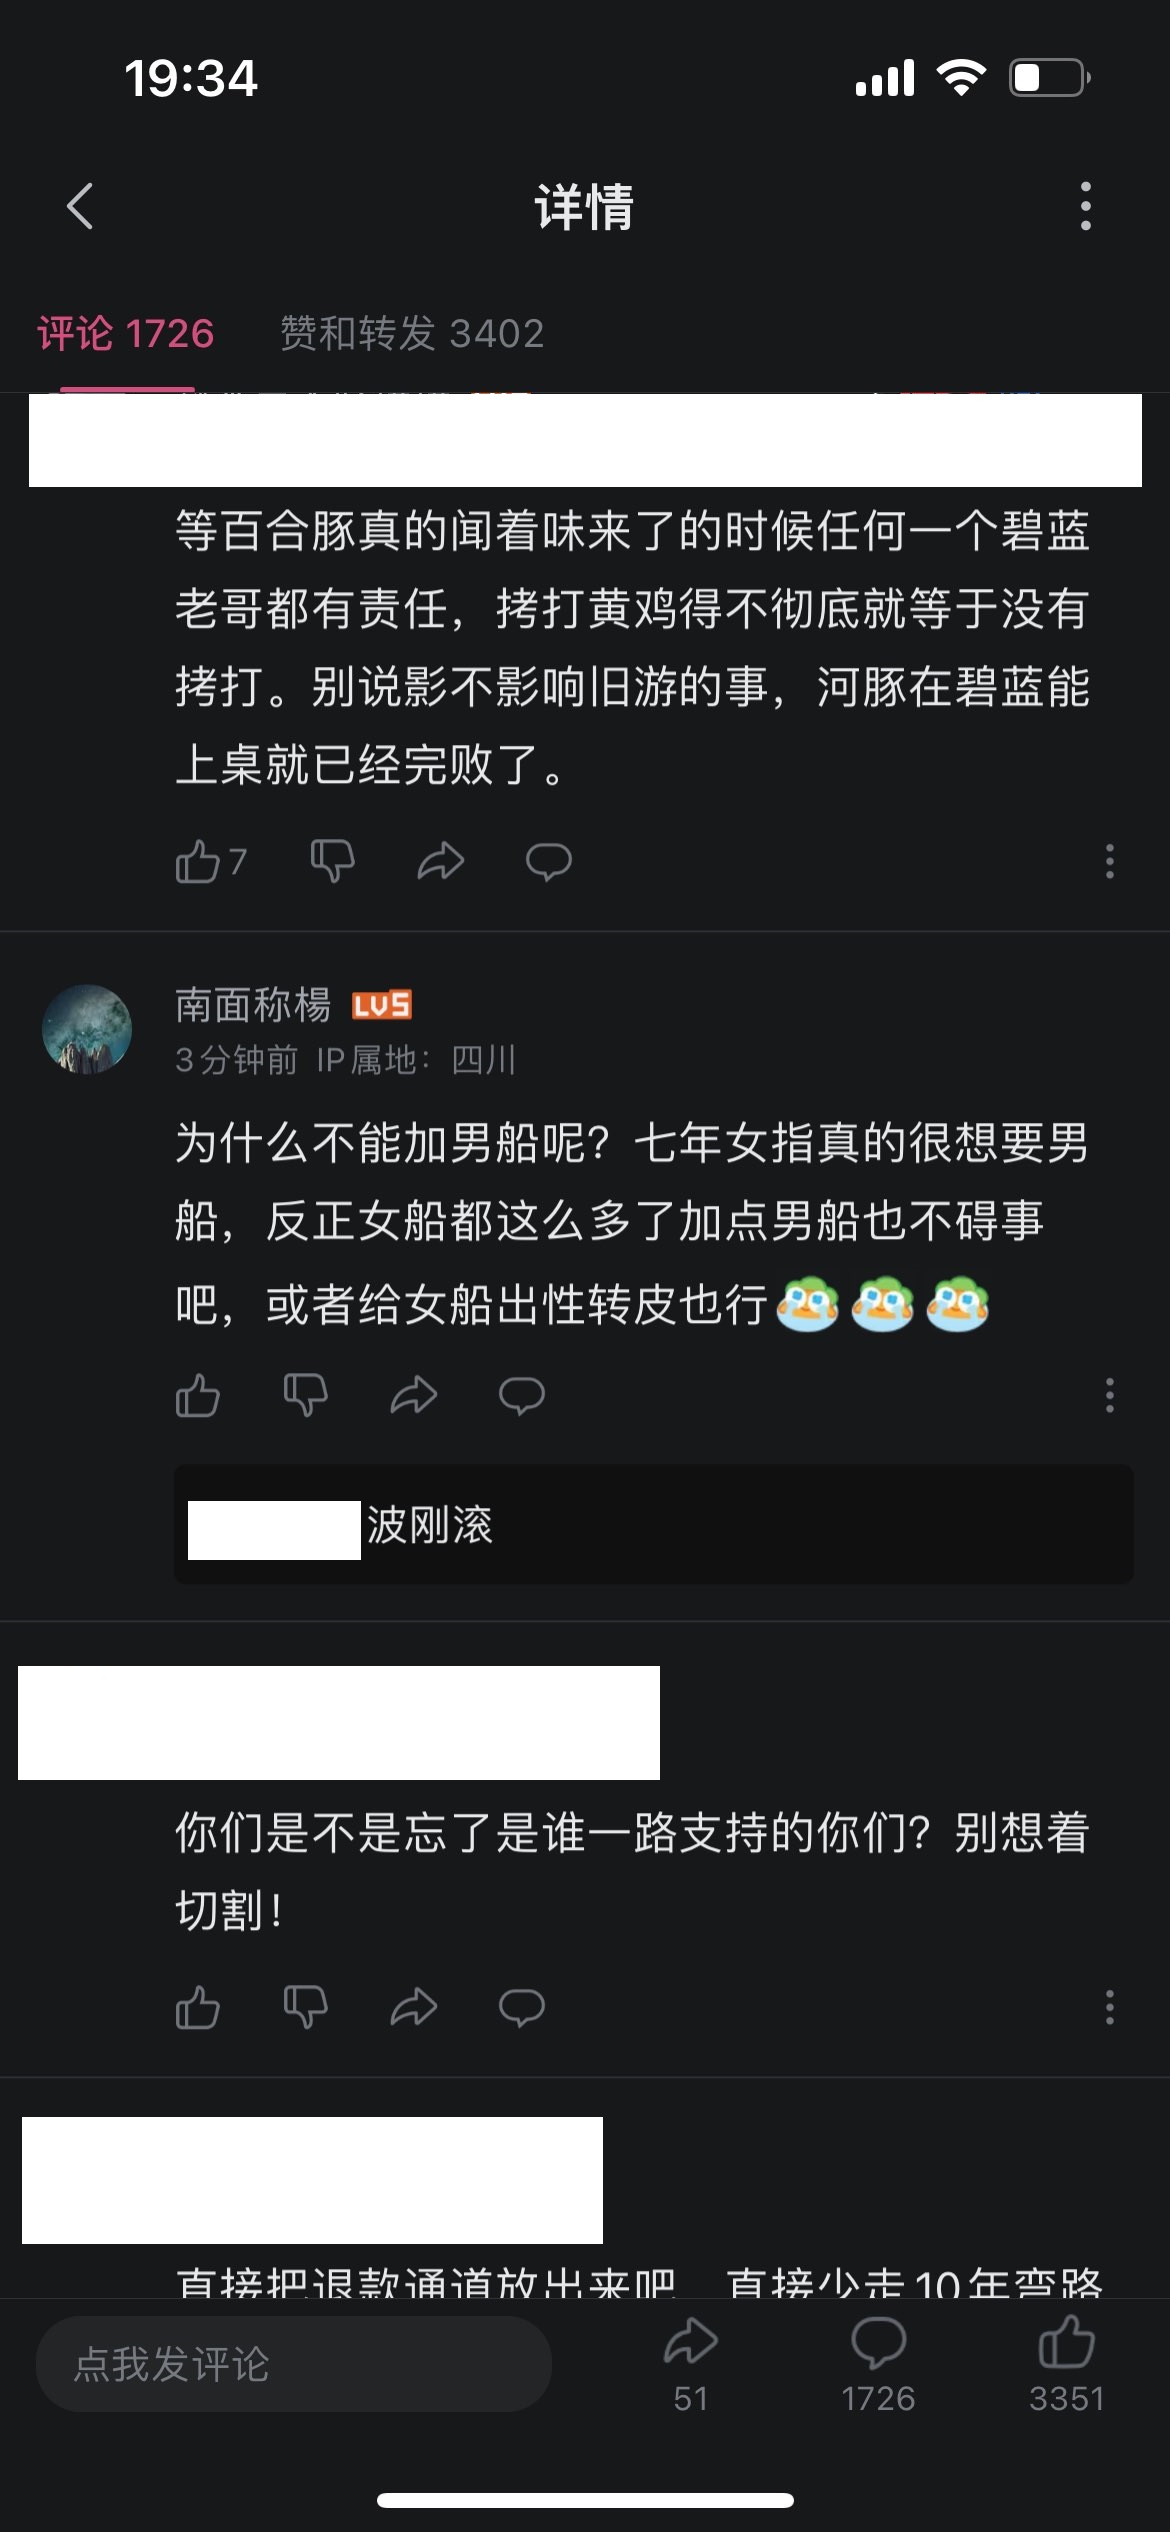 19:34
详情
评论 1726 赞和转发 3402
等百合豚真的闻着味来了的时候任何一个碧蓝
老哥都有责任，拷打黄鸡得不彻底就等于没有
拷打。别说影不影响旧游的事，河豚在碧蓝能
上桌就已经完败了。
7
南面称楊 LV5
3分钟前 IP属地：四川
为什么不能加男船呢？七年女指真的很想要男
船，反正女船都这么多了加点男船也不碍事
吧，或者给女船出性转皮也行
波刚滚
你们是不是忘了是谁一路支持的你们？别想着
切割！
直接把退款通道放出来吧，直接少走10年弯路
点我发评论
51 1726 3351